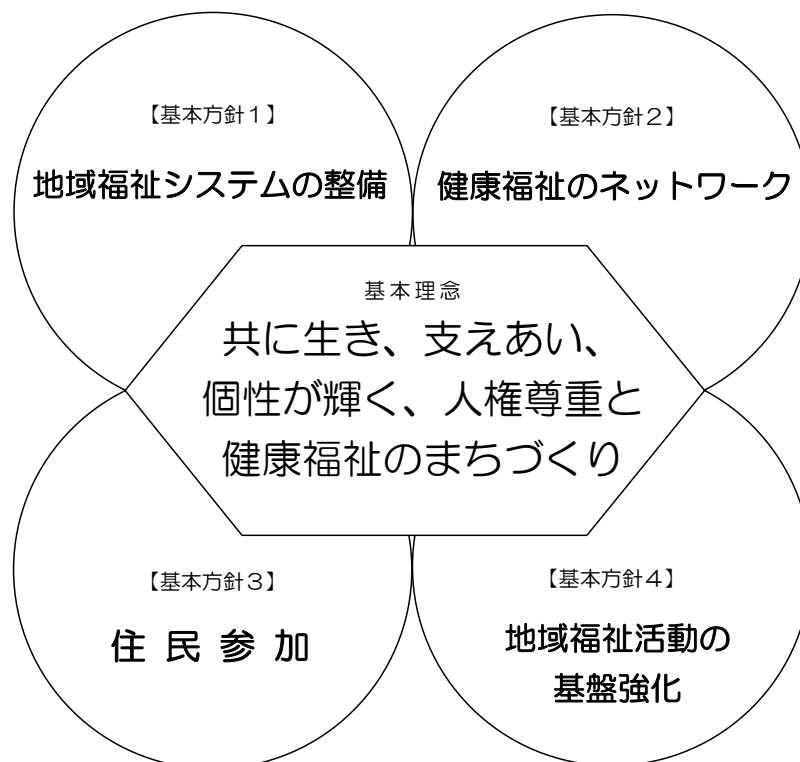 【基本方針１】
地域福祉システムの整備
【基本方針２】
健康福祉のネットワーク
基本理念
共に生き、支えあい、
個性が輝く、人権尊重と
健康福祉のまちづくり
【基本方針３】
住 民 参 加
【基本方針４】
地域福祉活動の
基盤強化